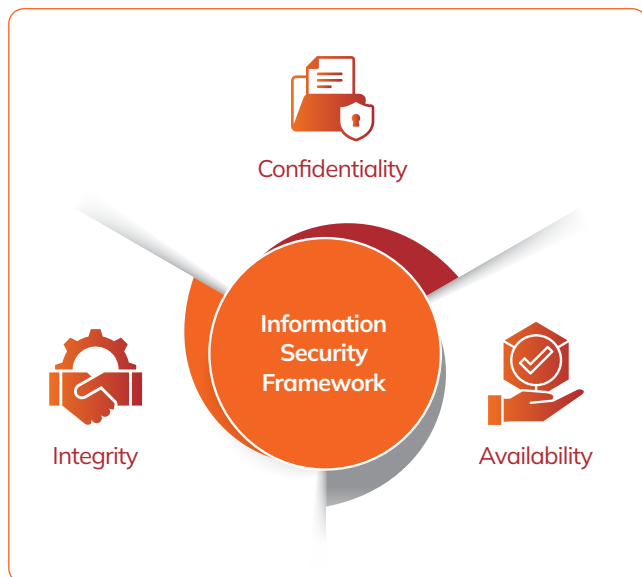 Confidentiality
Information
Security
Framework
Integrity
Availability